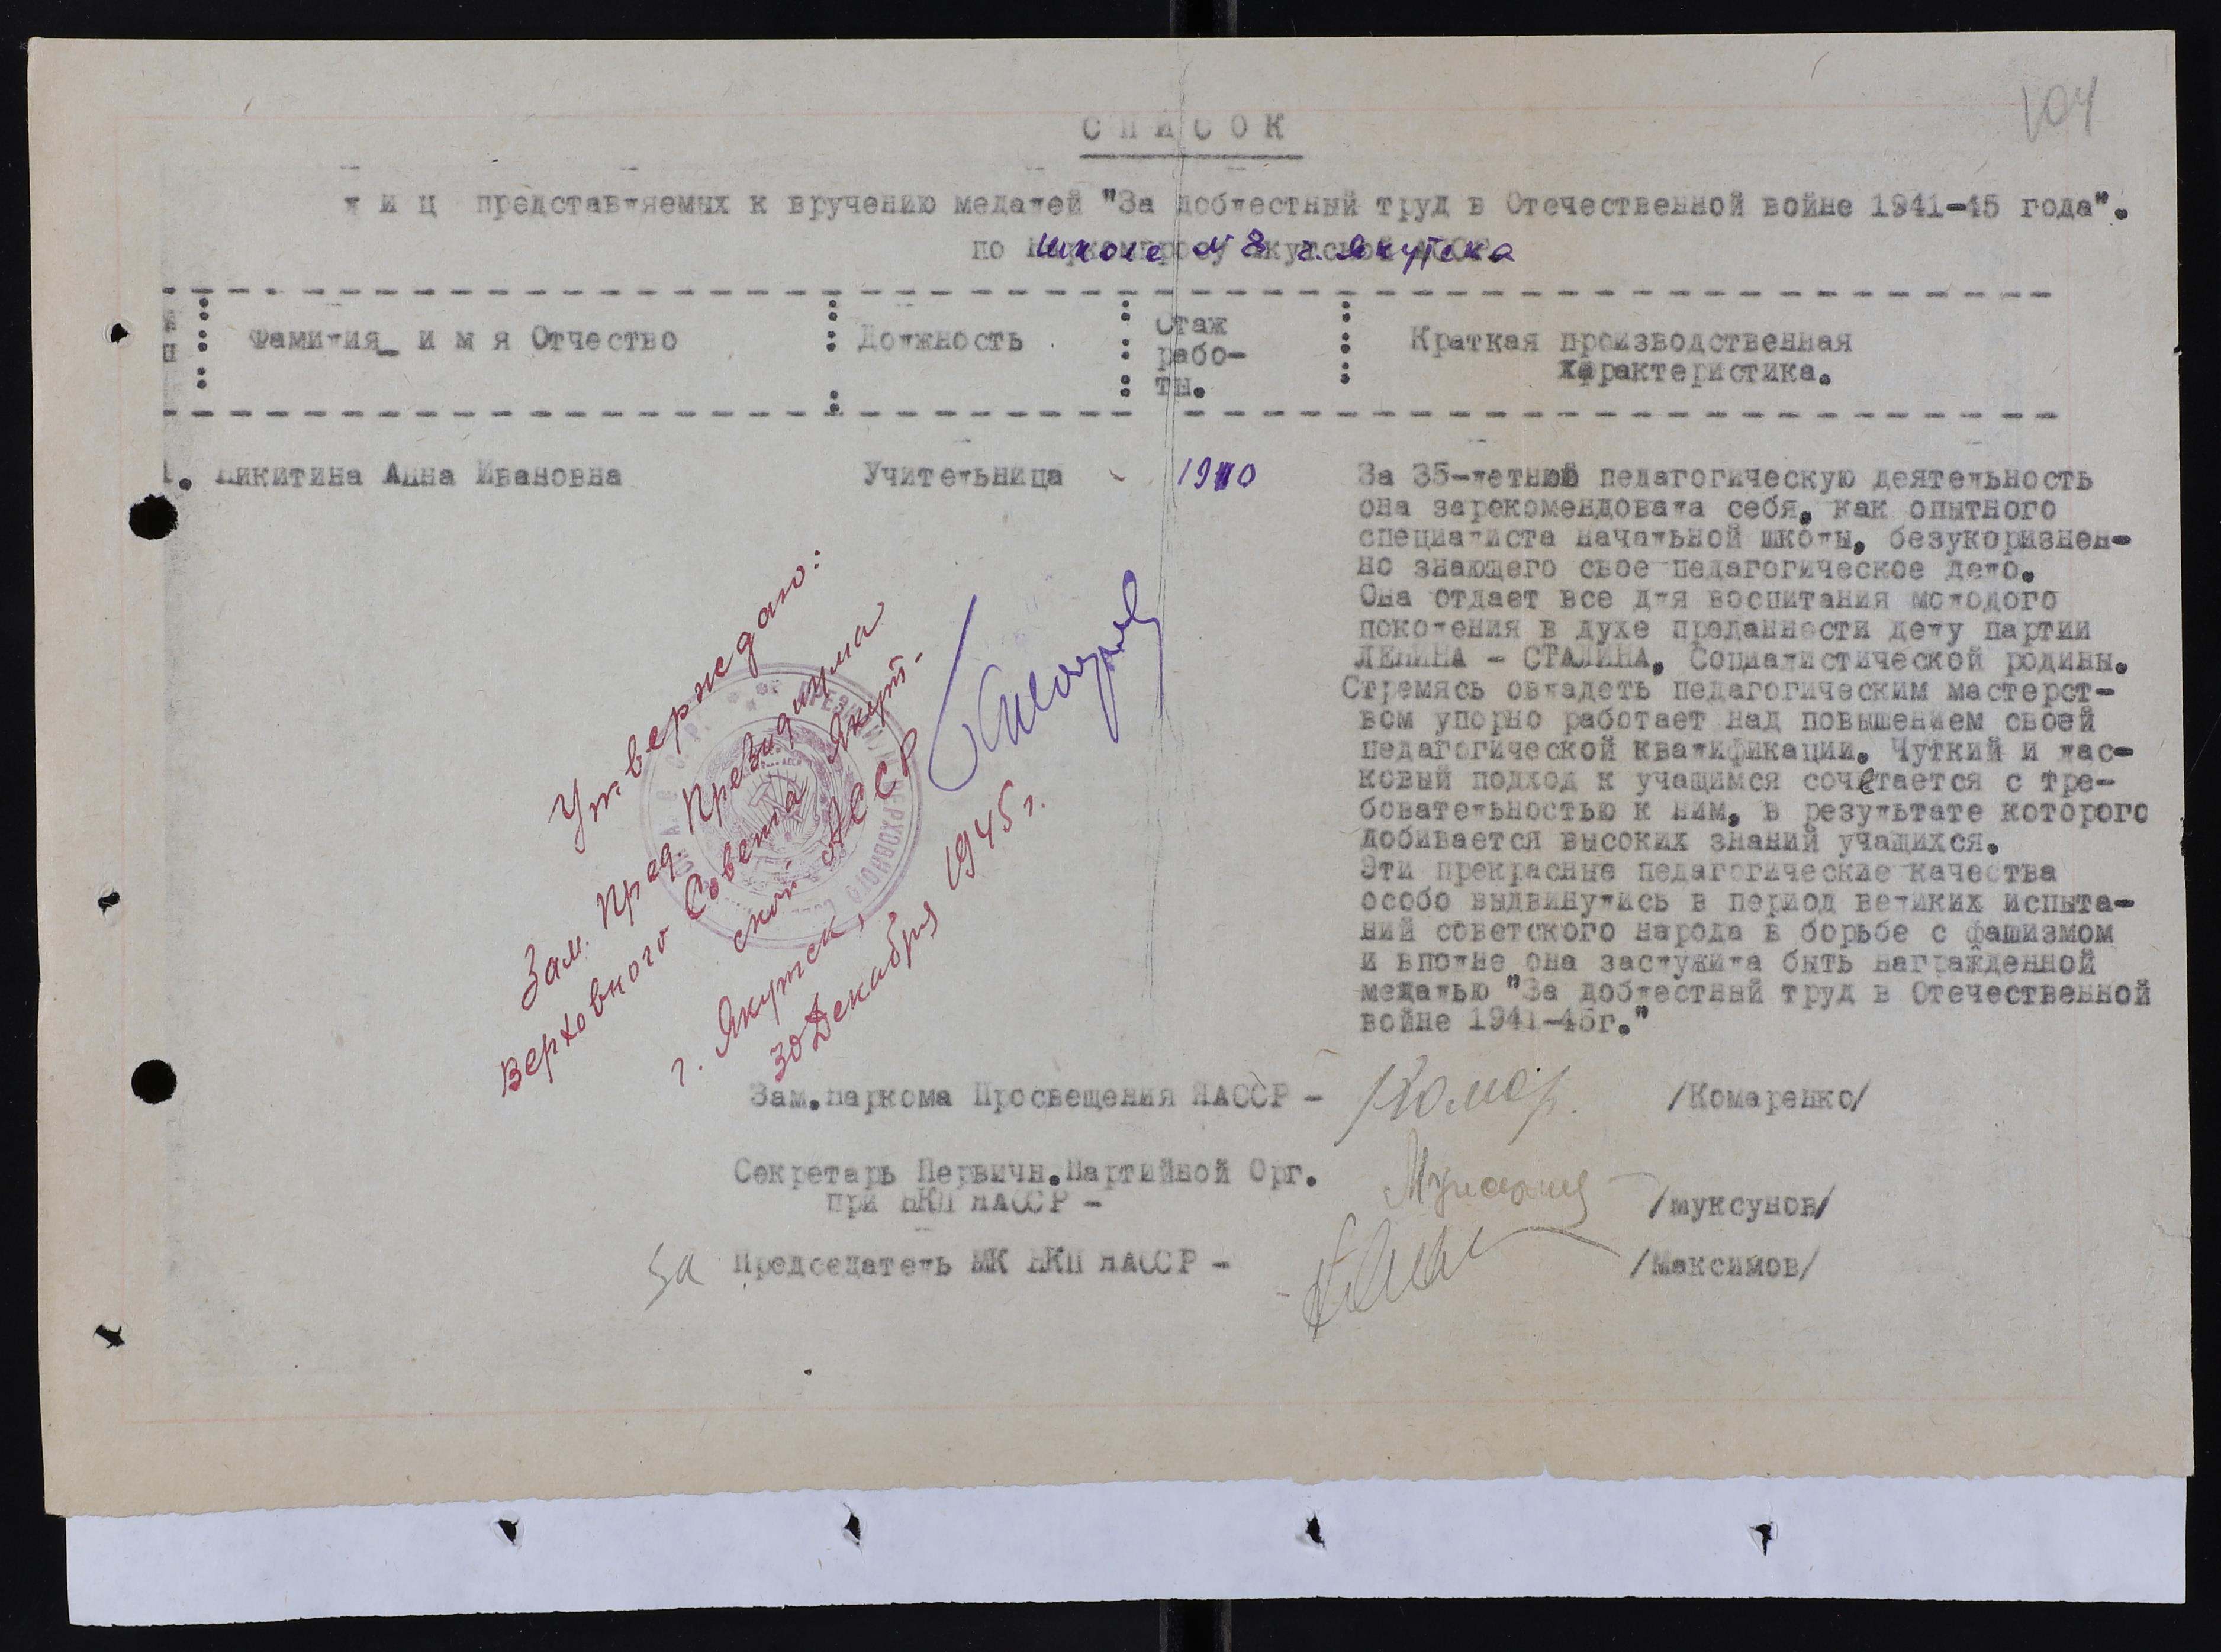 104
СПИСОК
лиц представляемых к вручению медалей "За доблестный труд в Отечественной войне 1941-45 года".
по Школе № 8 г. Якутска
Фамилия_ и м я Отчество Должность Стаж рабо- ты. Краткая производственная Характеристика.
1. Никитина Анна Ивановна Учительница - 1910
За 35-летнюю педагогическую деятельность
она зарекомендовала себя, как опытного
специалиста начальной школы, безукоризнен-
но знающего свое педагогическое дело.
Она отдает все для воспитания молодого
поколения в духе преданности делу партии
ЛЕНИНА - СТАЛИНА, Социалистической родины.
Стремясь овладеть педагогическим мастерст-
вом упорно работает над повышением своей
педагогической квалификации. Чуткий и лас-
ковый подход к учащимся сочетается с тре-
бовательностью к ним, в результате которого
добивается высоких знаний учащихся.
Эти прекрасные педагогические качества
особо выдвинулись в период великих испыта-
ний советского народа в борьбе с фашизмом
и вполне она заслужила быть награжденной
медалью "За доблестный труд в Отечественной
войне 1941-45г."
Утверждаю:
Зам. Пред. Президиума
Верховного Совета Якут-
ской АССР
г. Якутск,
30 Декабря 1945 г.
Зам.наркома Просвещения ЯАССР - Комар. /Комаренко/
Секретарь Первичн.Партийной Орг.
при НКП ЯАССР - /Муксунов/
За Председатель МК НКП ЯАССР - /Максимов/